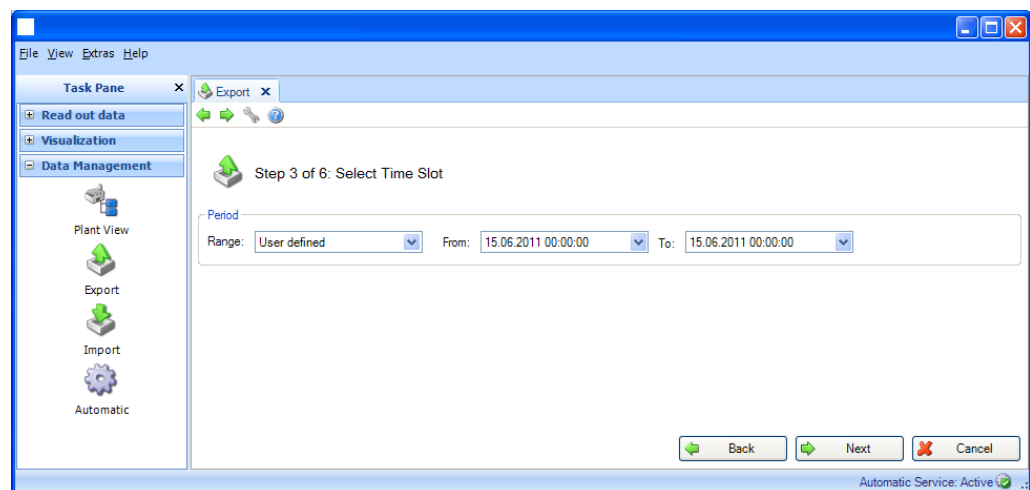 File View Extras Help
Task Pane
Export
Read out data
Visualization
Data Management
Step 3 of 6: Select Time Slot
Plant View
Period
Range: User defined From: 15.06.2011 00:00:00 To: 15.06.2011 00:00:00
Export
Import
Automatic
Back Next Cancel
Automatic Service: Active